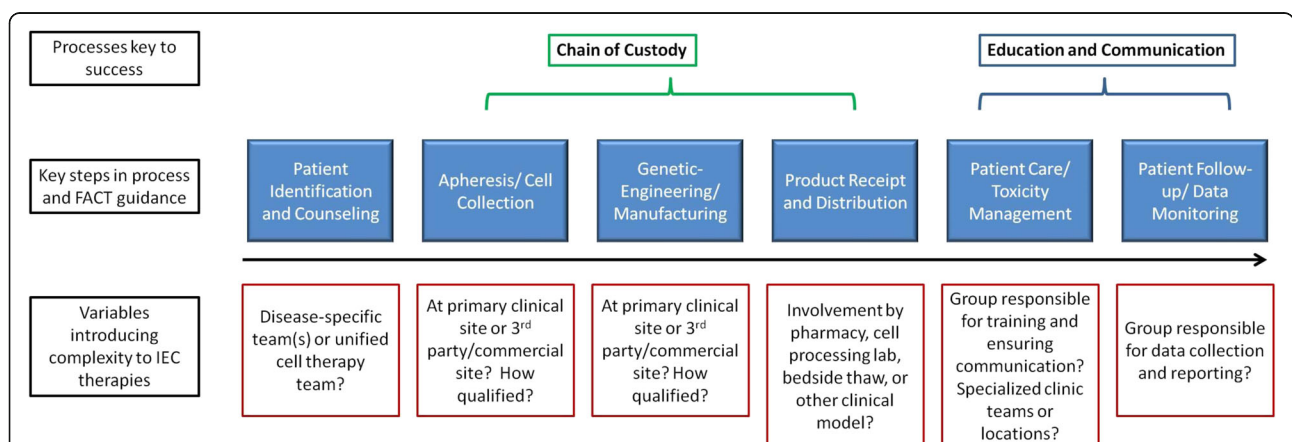 Processes key to
success
Chain of Custody
Education and Communication
Key steps in process
and FACT guidance
Patient
Identification
and Counseling
Apheresis/ Cell
Collection
Genetic-
Engineering/
Manufacturing
Product Receipt
and Distribution
Patient Care/
Toxicity
Management
Patient Follow-
up/ Data
Monitoring
Variables
introducing
complexity to IEC
therapies
Disease-specific
team(s) or unified
cell therapy
team?
At primary clinical
site or 3rd
party/commercial
site? How
qualified?
At primary clinical
site or 3rd
party/commercial
site? How
qualified?
Involvement by
pharmacy, cell
processing lab,
bedside thaw, or
other clinical
model?
Group responsible
for training and
ensuring
communication?
Specialized clinic
teams or
locations?
Group responsible
for data collection
and reporting?